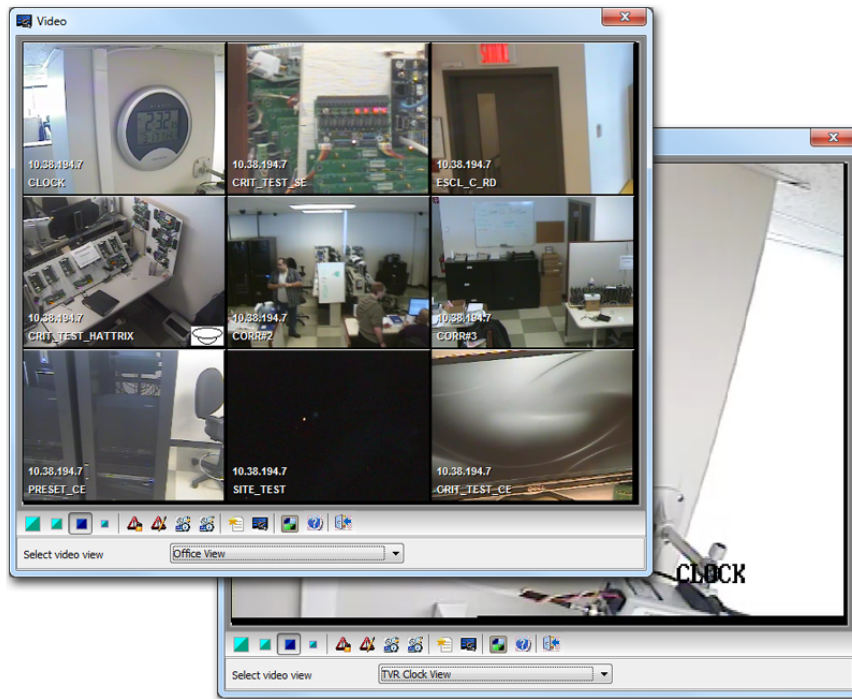 Video
10.38.194.7
CLOCK
10.38.194.7
CRIT_TEST_SE
10.38.194.7
ESCL_C_RD
10.38.194.7
CRIT_TEST_HATTRIX
10.38.194.7
CORR#2
10.38.194.7
CORR#3
10.38.194.7
PRESET_CE
10.38.194.7
SITE_TEST
10.38.194.7
CRIT_TEST_CE
Select video view
Office View
CLOCK
Select video view
TVR Clock View